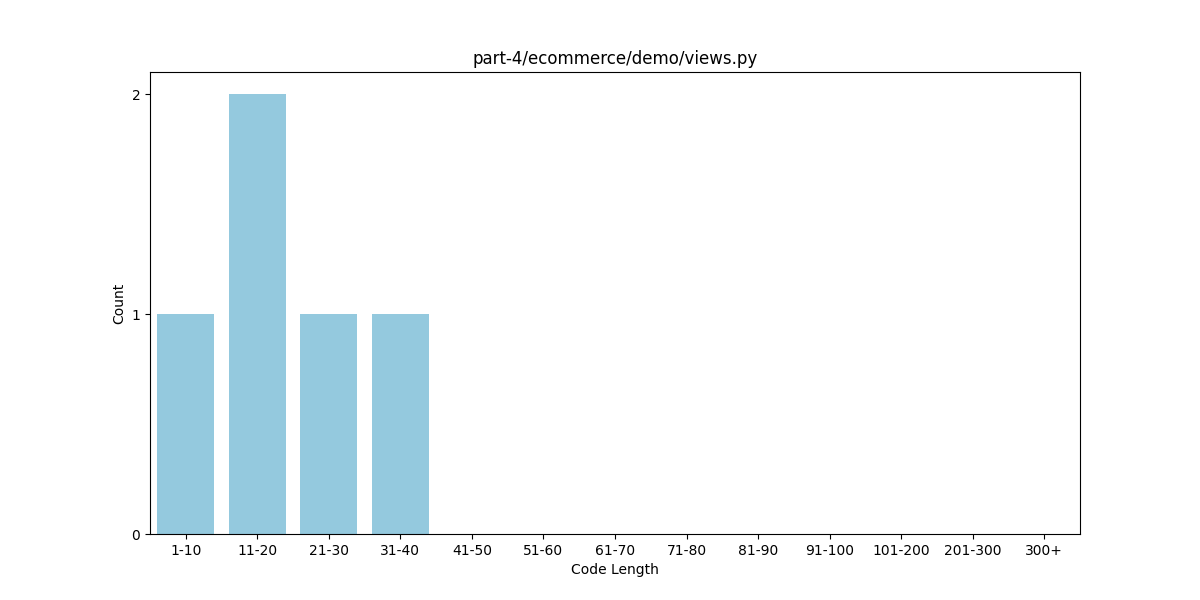 part-4/ecommerce/demo/views.py
Count
2
1
0
1-10 11-20 21-30 31-40 41-50 51-60 61-70 71-80 81-90 91-100 101-200 201-300 300+
Code Length